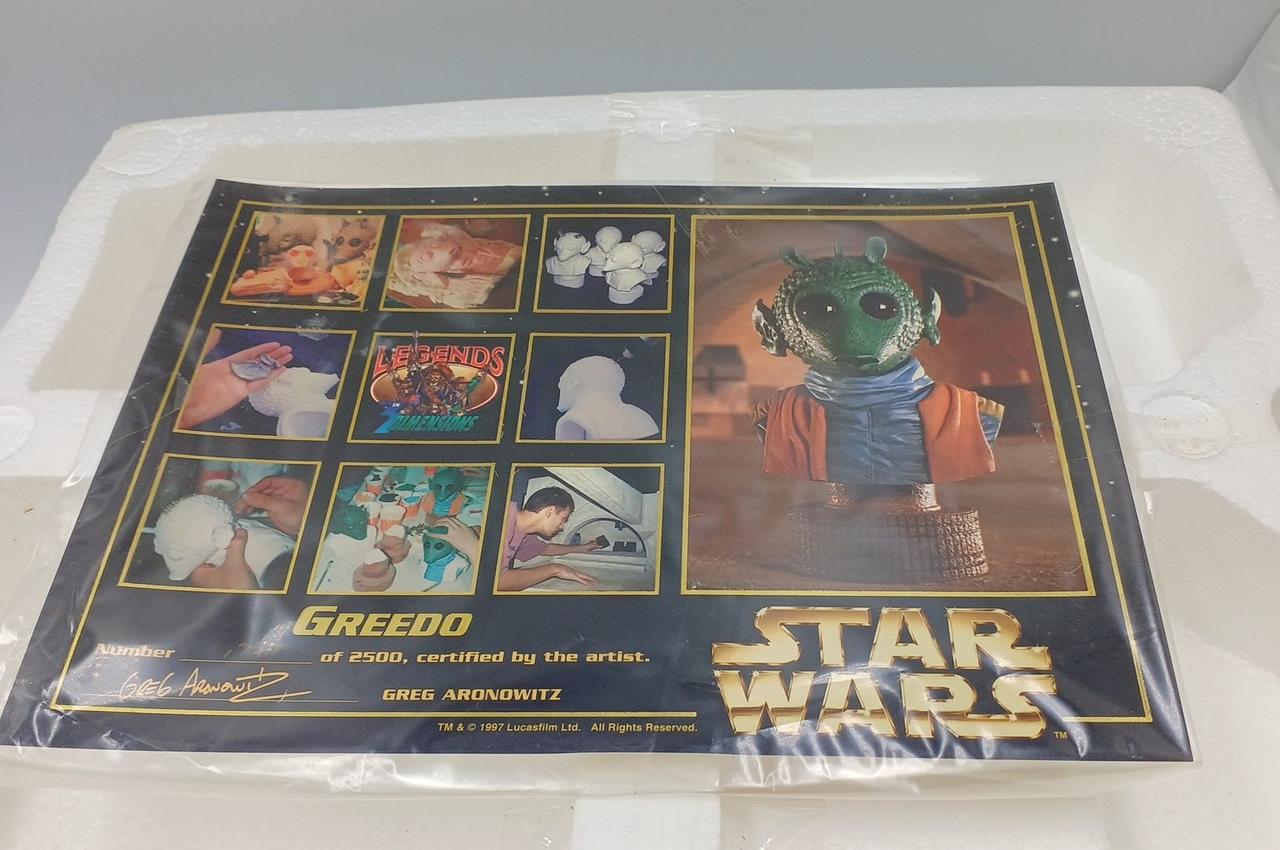 LEGENDS
IN
3
DIMENSIONS
GREEDO
Number of 2500, certified by the artist.
GREG ARONOWITZ GREG ARONOWITZ
TM & © 1997 Lucasfilm Ltd. All Rights Reserved.
STAR
WARS
TM